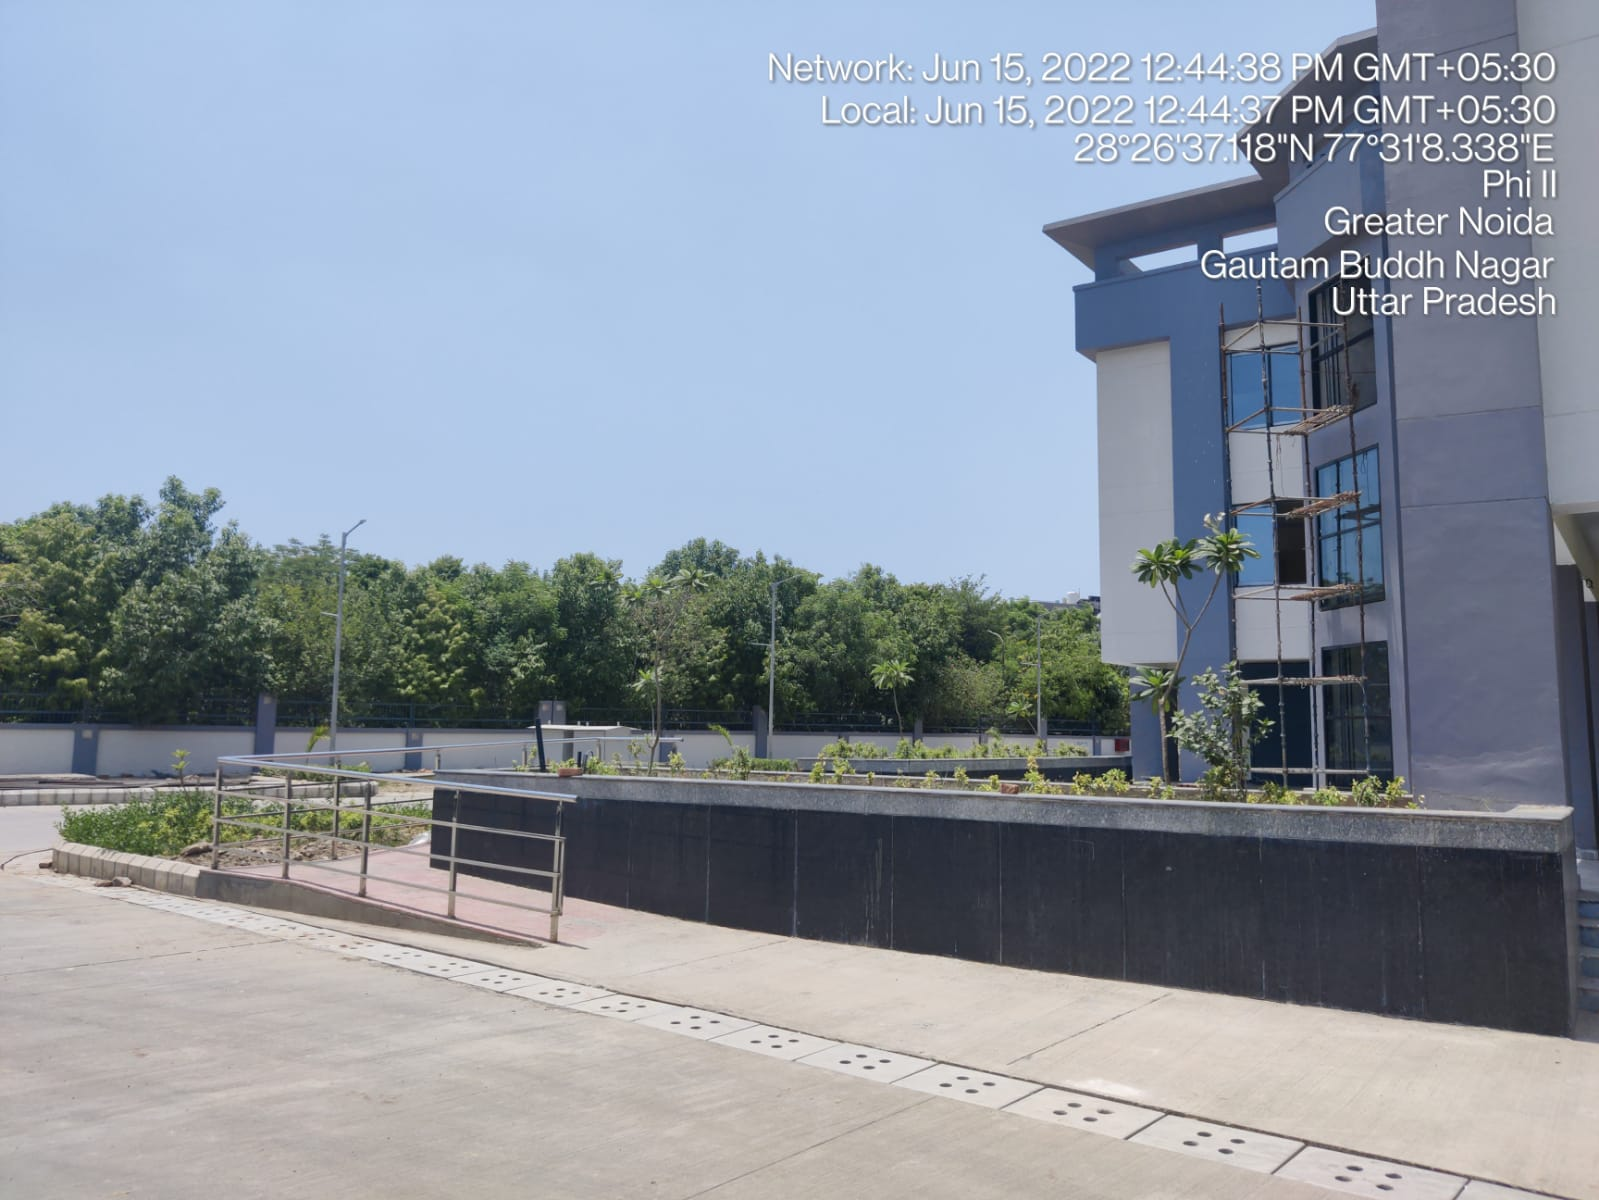 Network: Jun 15, 2022 12:44:38 PM GMT+05:30
Local: Jun 15, 2022 12:44:37 PM GMT+05:30
28°26'37.118"N 77°31'8.338"E
Phi II
Greater Noida
Gautam Buddh Nagar
Uttar Pradesh